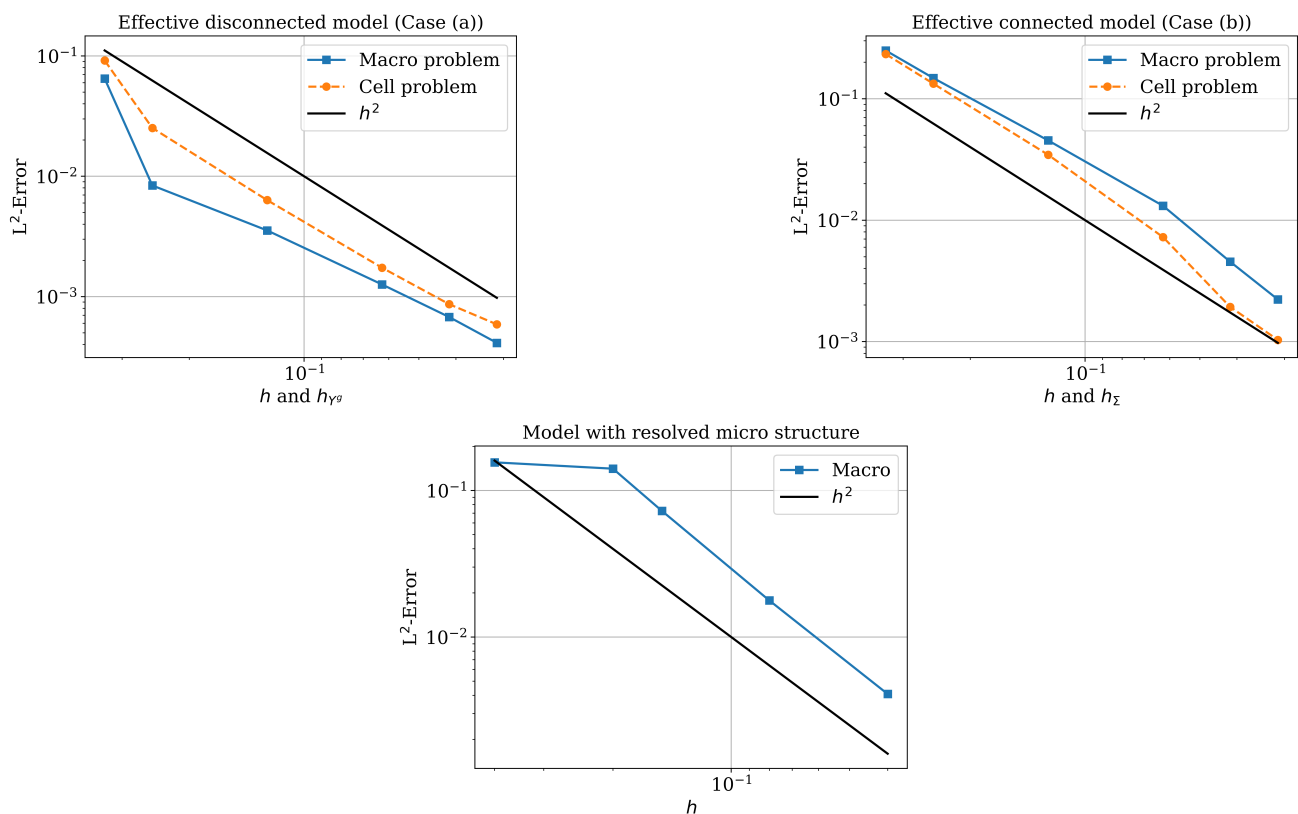 Effective disconnected model (Case (a))
Macro problem
Cell problem
h²
10⁻¹
10⁻²
10⁻³
L²-Error
10⁻¹
h and h_{Y^g}
Effective connected model (Case (b))
Macro problem
Cell problem
h²
10⁻¹
10⁻²
10⁻³
L²-Error
10⁻¹
h and h_Σ
Model with resolved micro structure
Macro
h²
10⁻¹
10⁻²
L²-Error
10⁻¹
h